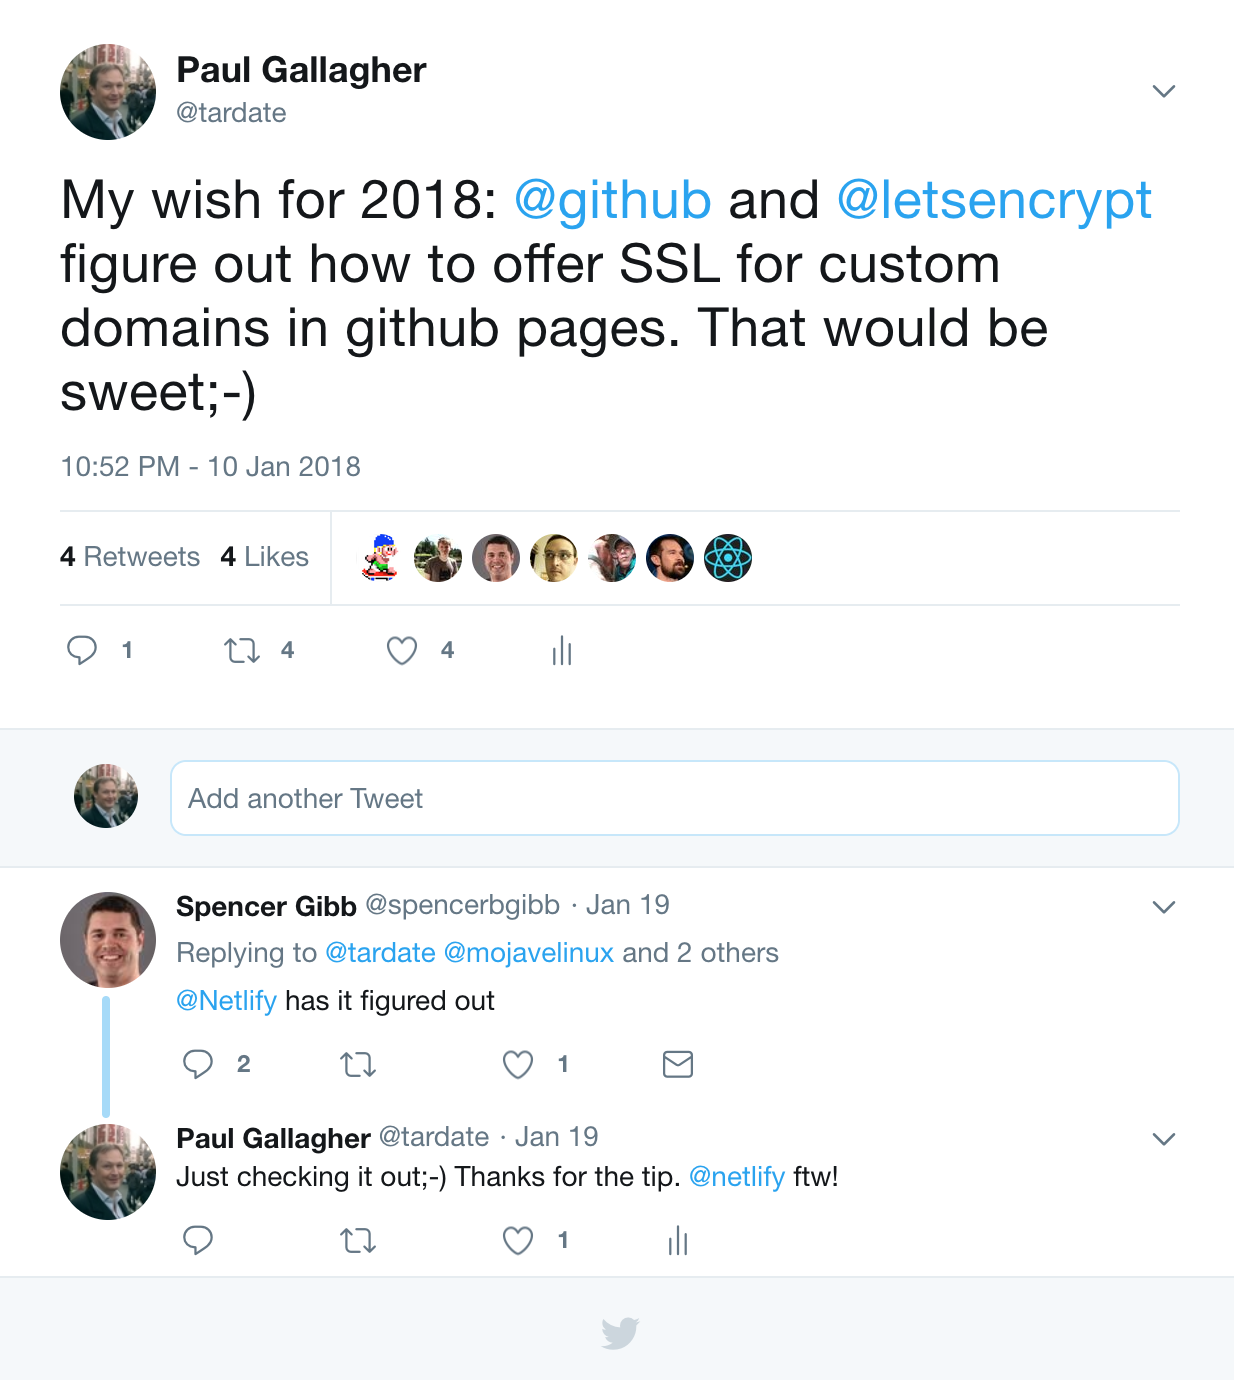 Paul Gallagher
@tardate
My wish for 2018: @github and @letsencrypt
figure out how to offer SSL for custom
domains in github pages. That would be
sweet;-)
10:52 PM - 10 Jan 2018
4 Retweets 4 Likes
1 4 4
Add another Tweet
Spencer Gibb @spencerbgibb · Jan 19
Replying to @tardate @mojavelinux and 2 others
@Netlify has it figured out
2 1
Paul Gallagher @tardate · Jan 19
Just checking it out;-) Thanks for the tip. @netlify ftw!
1